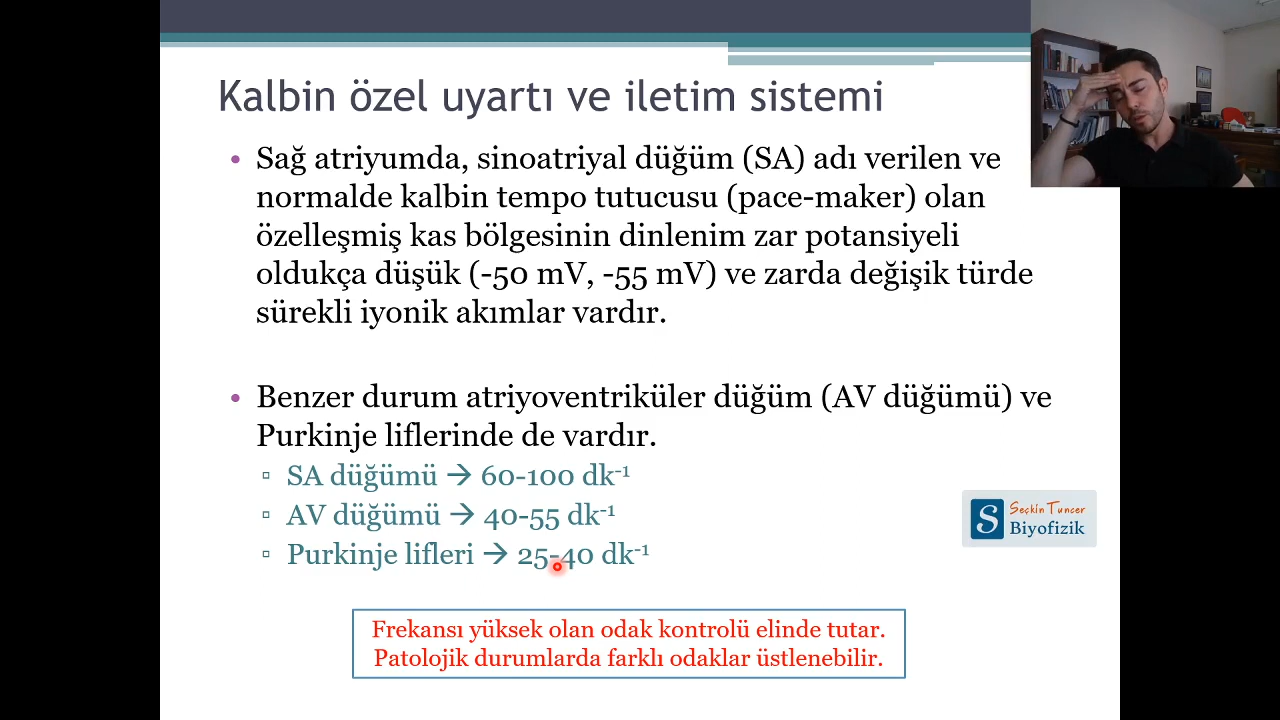 Kalbin özel uyartı ve iletim sistemi
• Sağ atriyumda, sinoatriyal düğüm (SA) adı verilen ve
normalde kalbin tempo tutucusu (pace-maker) olan
özelleşmiş kas bölgesinin dinlenim zar potansiyeli
oldukça düşük (-50 mV, -55 mV) ve zarda değişik türde
sürekli iyonik akımlar vardır.
• Benzer durum atriyoventriküler düğüm (AV düğümü) ve
Purkinje liflerinde de vardır.
▫ SA düğümü → 60-100 dk⁻¹
▫ AV düğümü → 40-55 dk⁻¹
▫ Purkinje lifleri → 25-40 dk⁻¹
S Seçkin Tuncer
Biyofizik
Frekansı yüksek olan odak kontrolü elinde tutar.
Patolojik durumlarda farklı odaklar üstlenebilir.